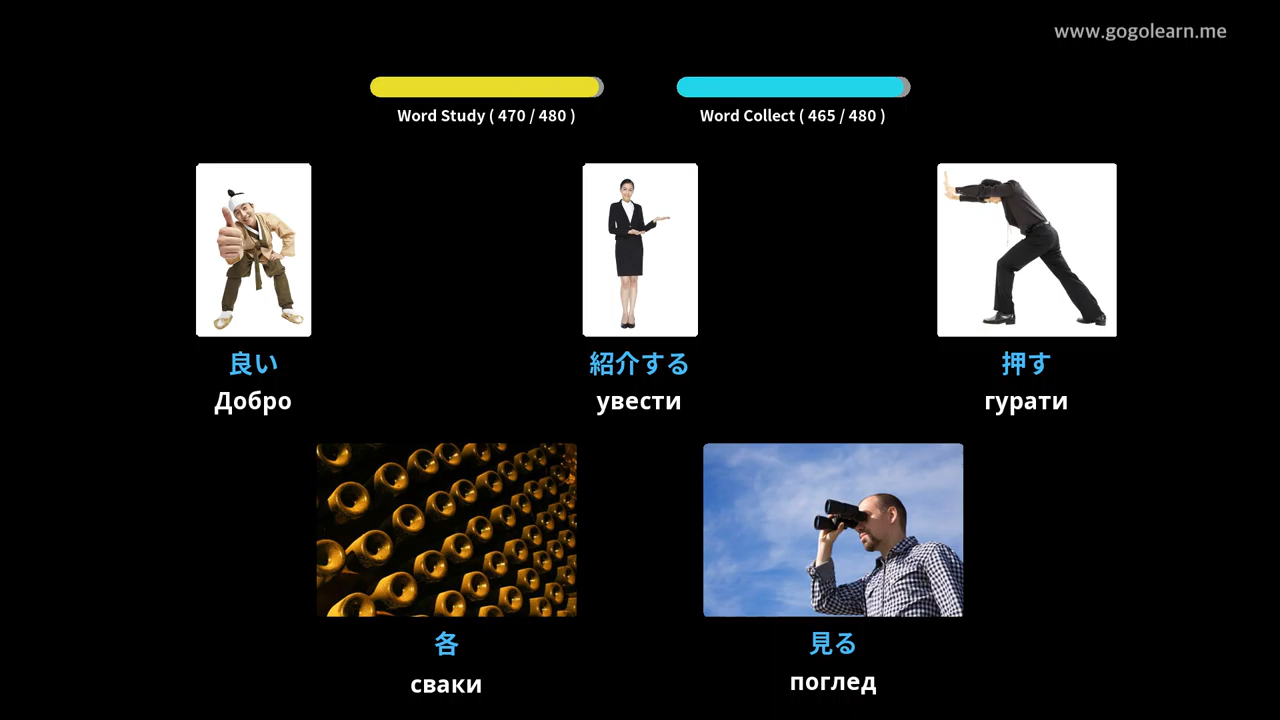 www.gogolearn.me
Word Study ( 470 / 480 )
Word Collect ( 465 / 480 )
良い
紹介する
押す
Добро
увести
гурати
各
見る
сваки
поглед